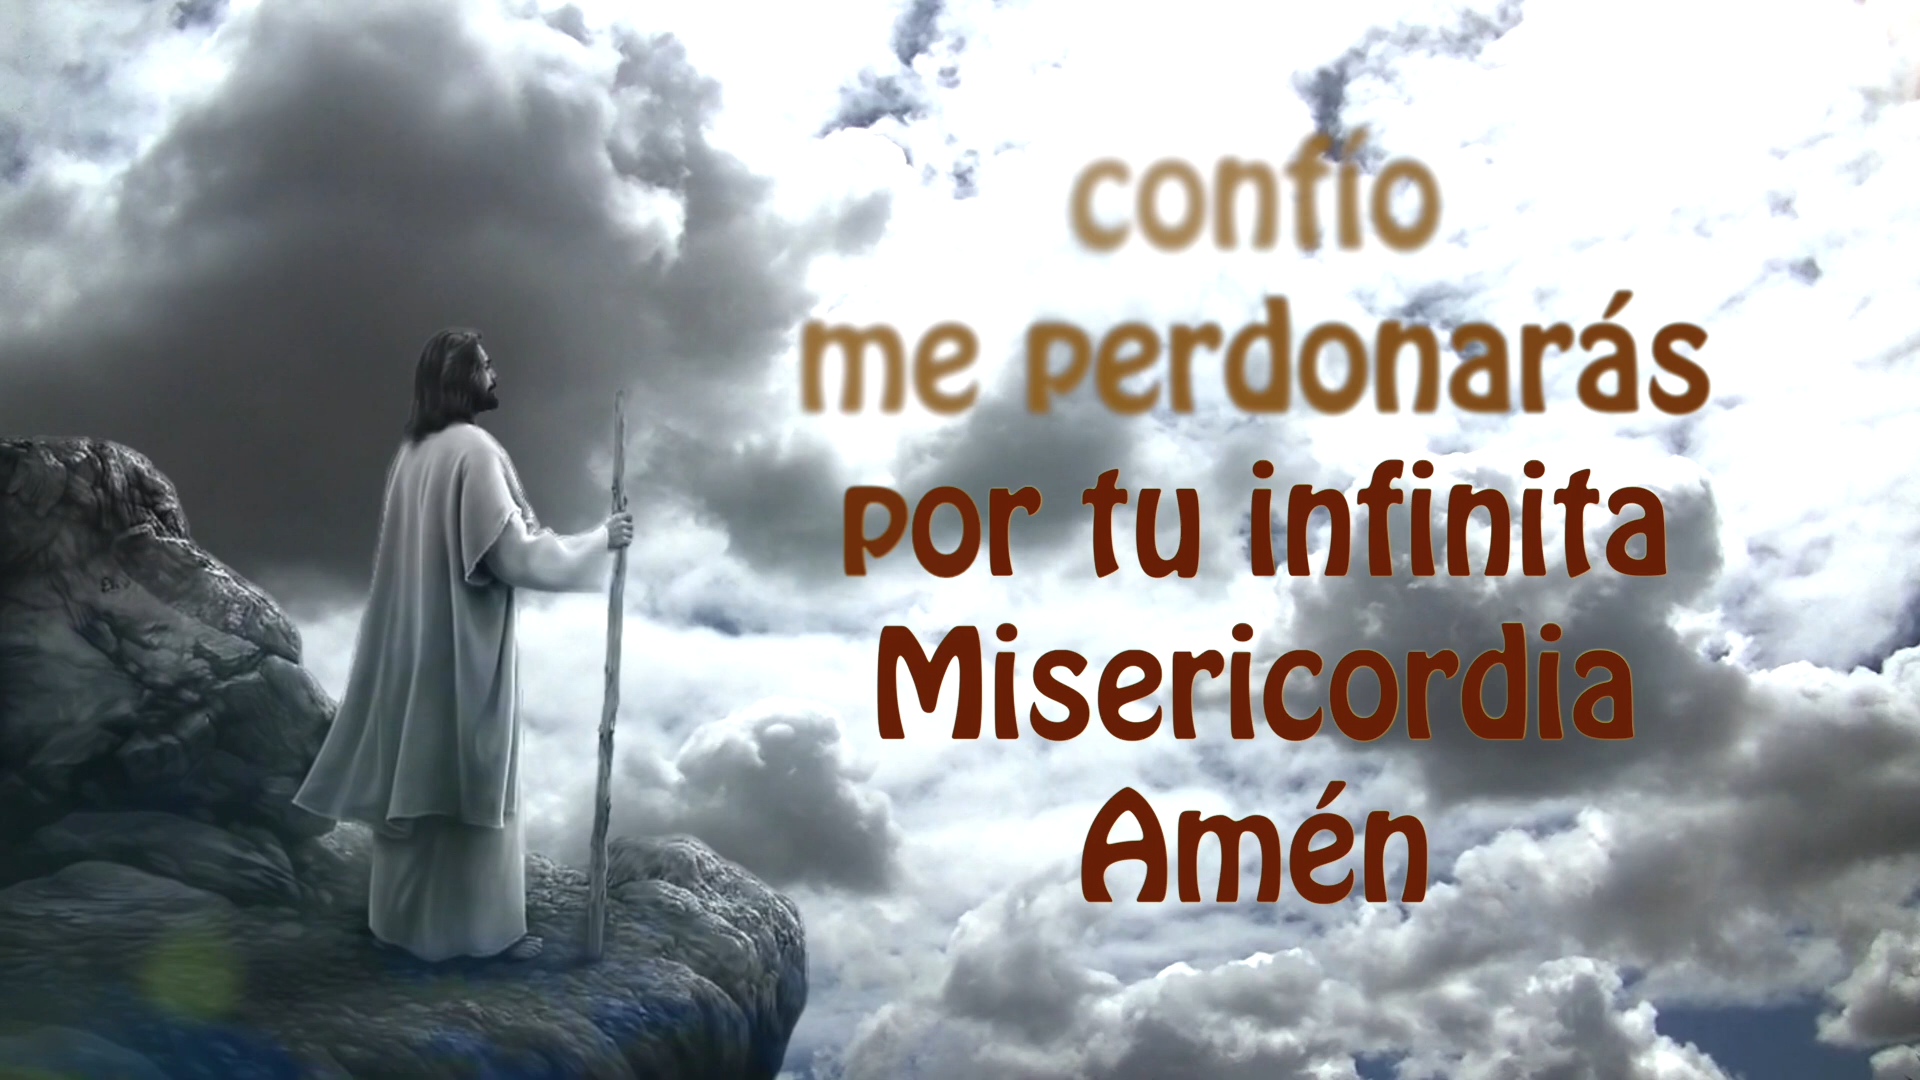 confío
me perdonarás
por tu infinita
Misericordia
Amén